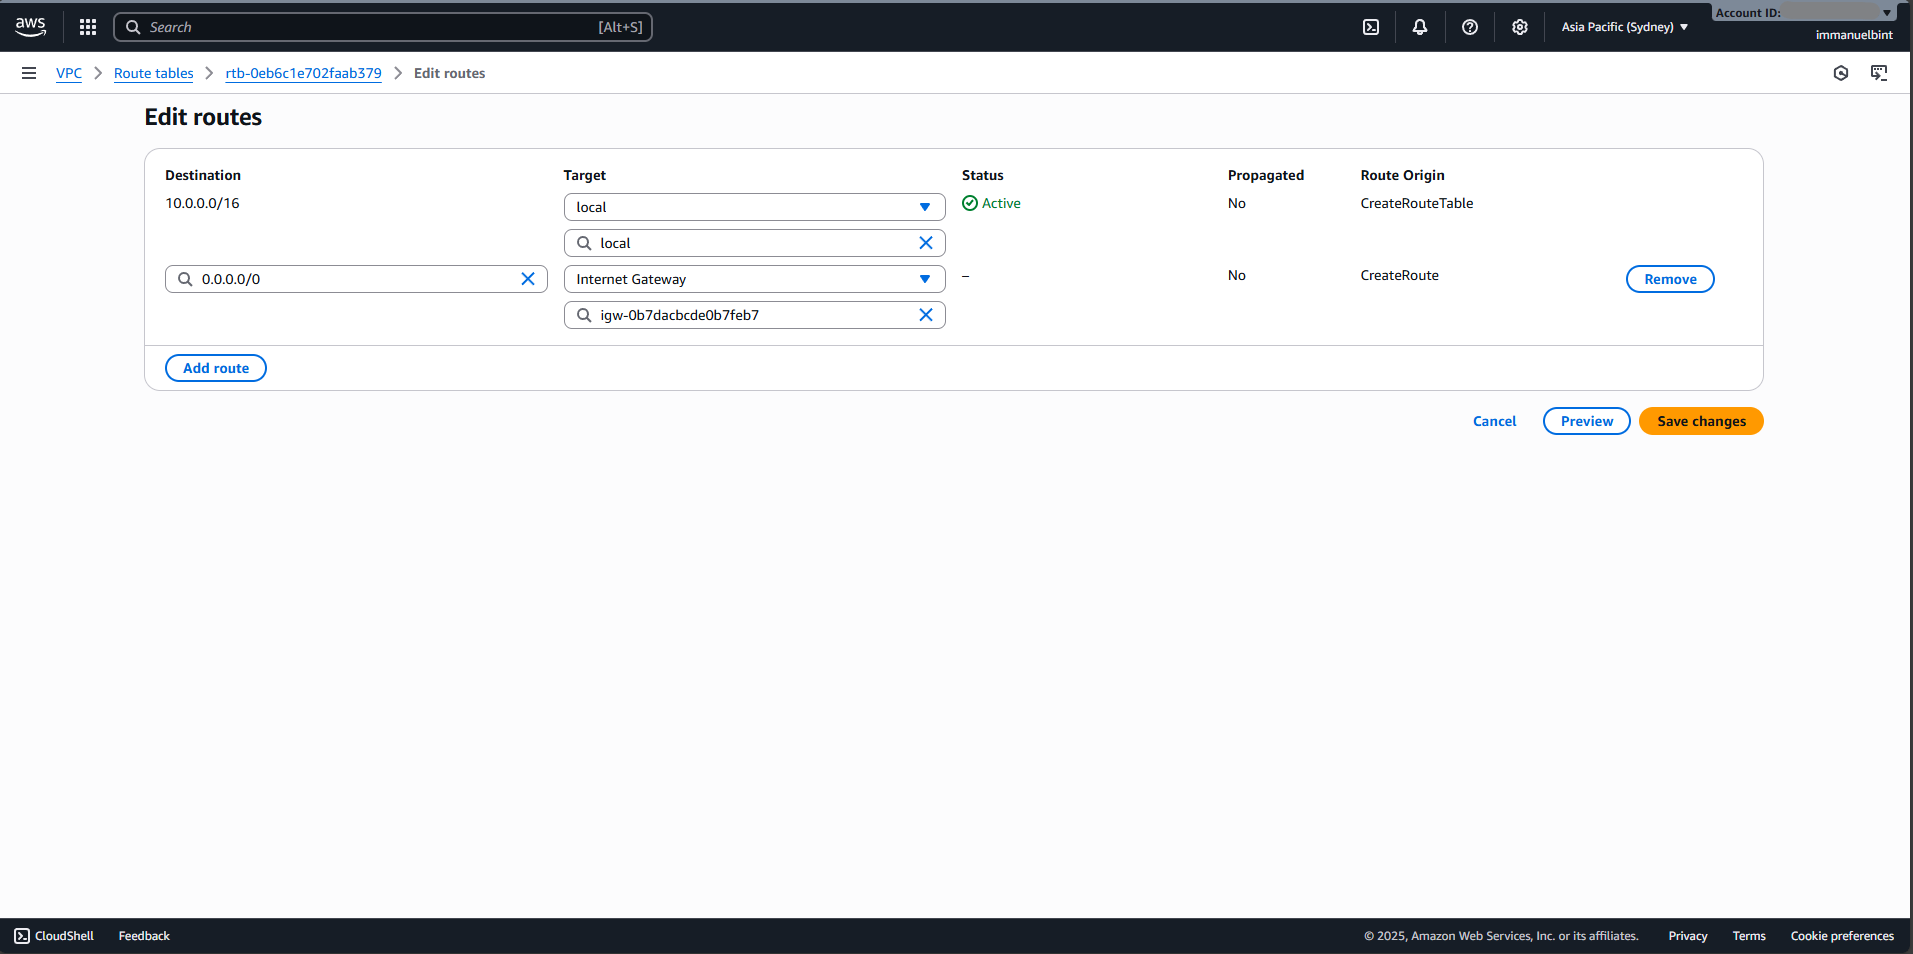 aws
Search [Alt+S]
Asia Pacific (Sydney)
Account ID:
immanuelbint
VPC Route tables rtb-0eb6c1e702faab379 Edit routes
Edit routes
Destination Target Status Propagated Route Origin
10.0.0.0/16 local Active No CreateRouteTable
local
0.0.0.0/0 Internet Gateway – No CreateRoute Remove
igw-0b7dacbcde0b7feb7
Add route
Cancel Preview Save changes
CloudShell Feedback © 2025, Amazon Web Services, Inc. or its affiliates. Privacy Terms Cookie preferences